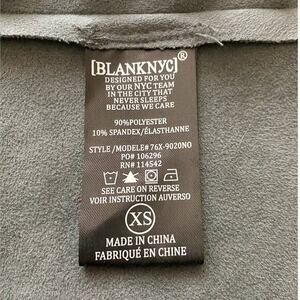 [BLANKNYC]®
DESIGNED FOR YOU
BY OUR NYC TEAM
IN THE CITY THAT
NEVER SLEEPS
BECAUSE WE CARE
90%POLYESTER
10% SPANDEX/ÉLASTHANNE
STYLE /MODELE# 76X-9020NO
PO# 106296
RN# 114542
SEE CARE ON REVERSE
VOIR INSTRUCTION AUVERSO
XS
MADE IN CHINA
FABRIQUÉ EN CHINE